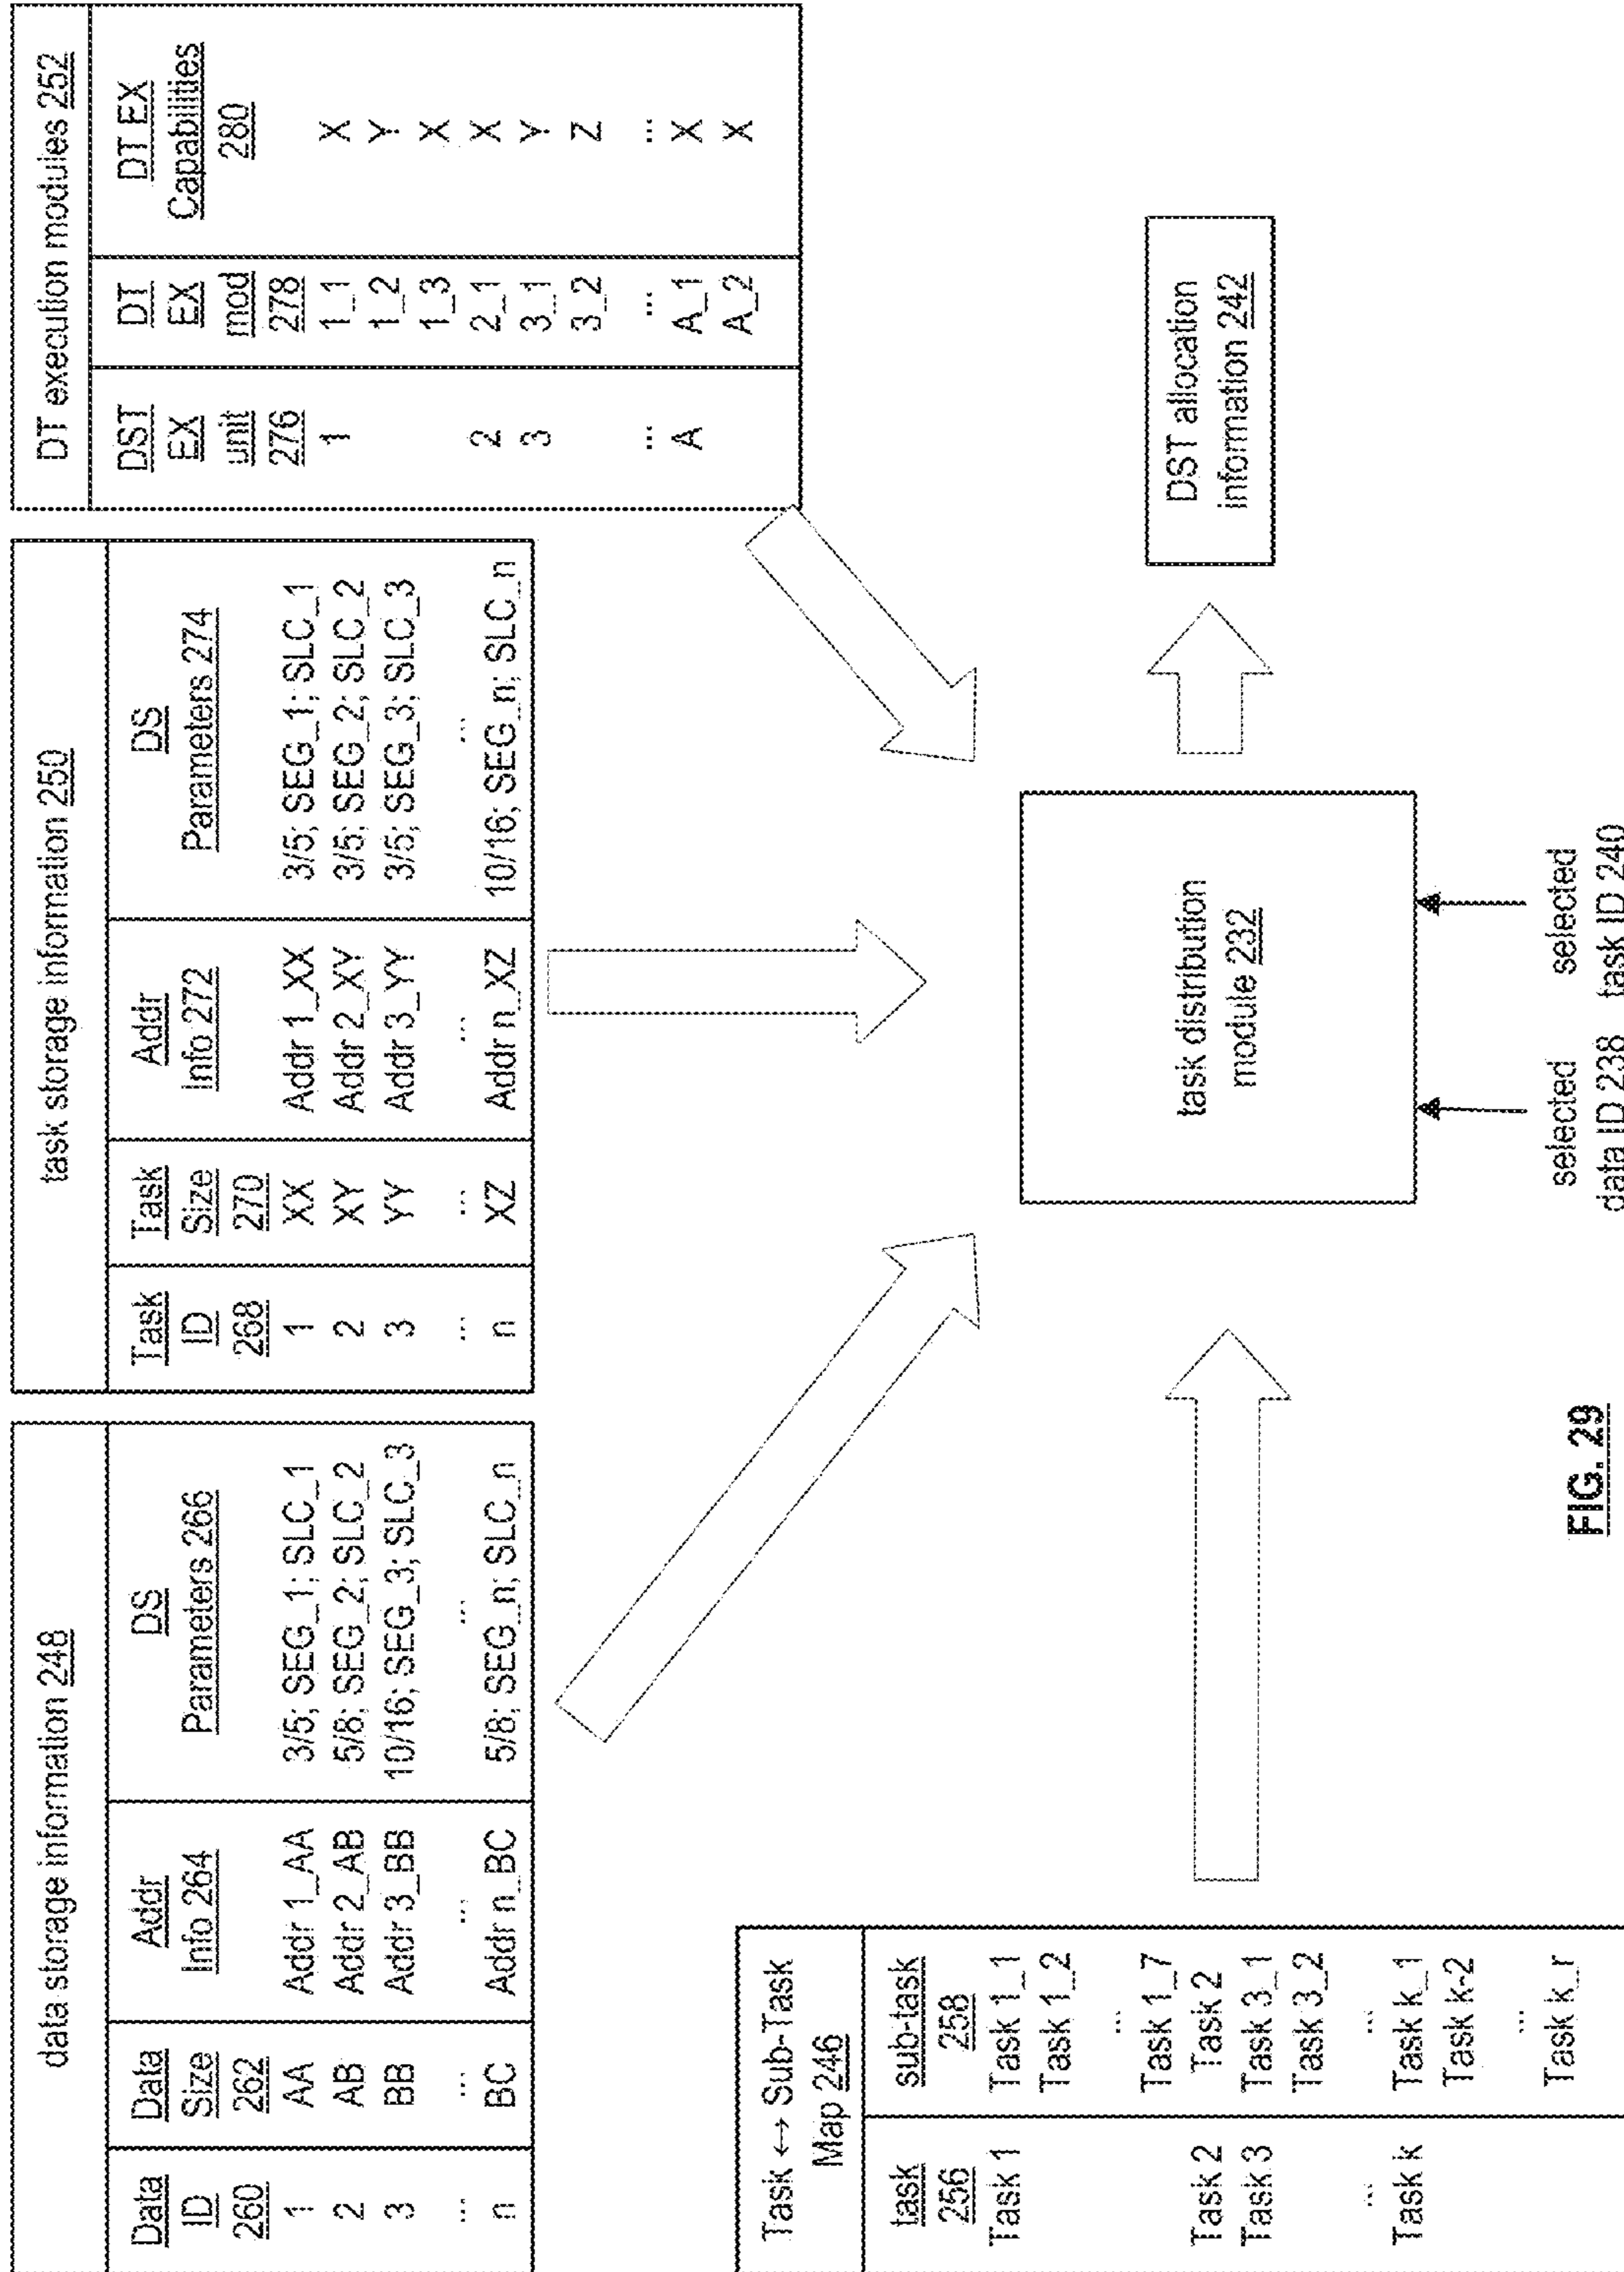 data storage information 248
Data ID 260 Data Size 262 Addr Info 264 DS Parameters 266
1 AA Addr 1_AA 3/5; SEG_1; SLC_1
2 AB Addr 2_AB 5/8; SEG_2; SLC_2
3 BB Addr 3_BB 10/16; SEG_3; SLC_3
... ... ... ...
n BC Addr n_BC 5/8; SEG_n; SLC_n
task storage information 250
Task ID 268 Task Size 270 Addr Info 272 DS Parameters 274
1 XX Addr 1_XX 3/5; SEG_1; SLC_1
2 XY Addr 2_XY 3/5; SEG_2; SLC_2
3 YY Addr 3_YY 3/5; SEG_3; SLC_3
... ... ... ...
n XZ Addr n_XZ 10/16; SEG_n; SLC_n
DT execution modules 252
DST EX unit 276 DT EX mod 278 DT EX Capabilities 280
1 1_1 X
1_2 Y
1_3 X
2 2_1 X
3 3_1 Y
3_2 Z
... ... ...
A A_1 X
A_2 X
Task ↔ Sub-Task
Map 246
task 256 sub-task 258
Task 1 Task 1_1
Task 1_2
...
Task 1_7
Task 2 Task 2
Task 3 Task 3_1
Task 3_2
... ...
Task k Task k_1
Task k-2
...
Task k_r
task distribution
module 232
DST allocation
information 242
selected
data ID 238
selected
task ID 240
FIG. 29